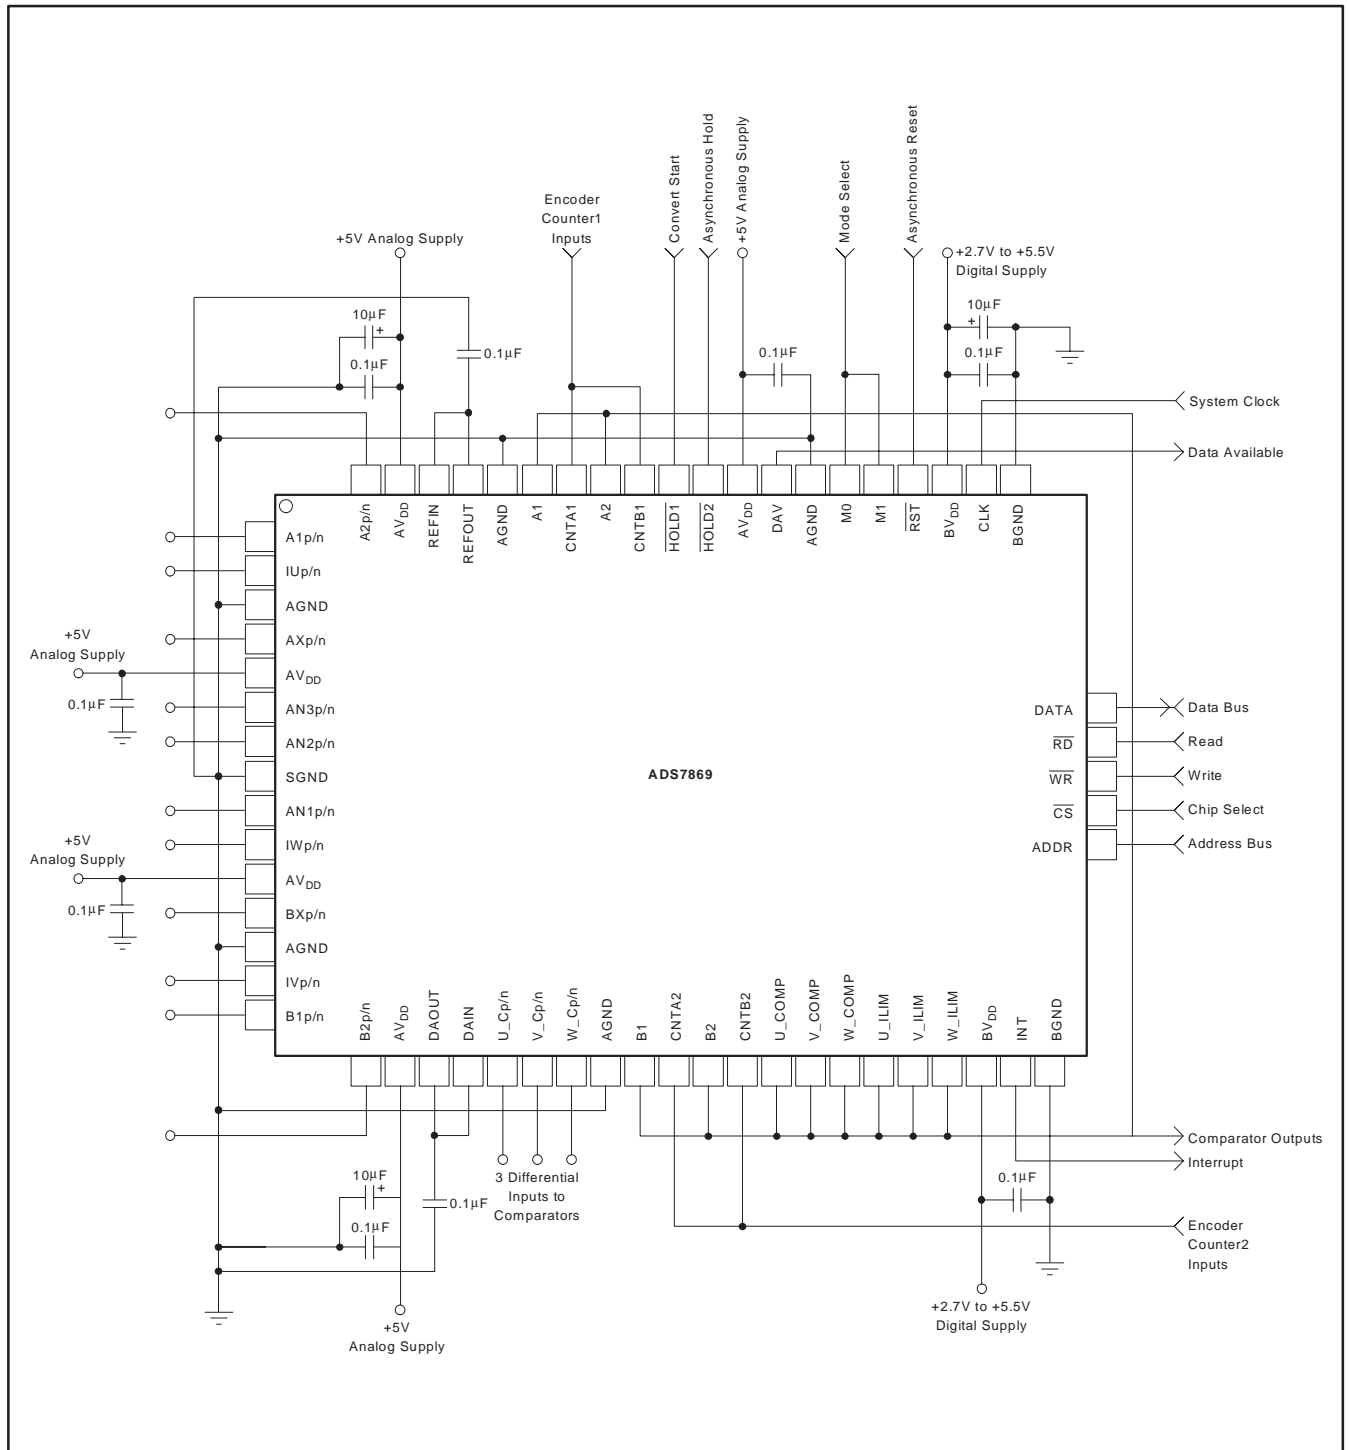 Encoder
Counter1
Inputs
Convert Start
Asynchronous Hold
+5V Analog Supply
Mode Select
Asynchronous Reset
+5V Analog Supply
+2.7V to +5.5V
Digital Supply
10µF
+
0.1µF
0.1µF
0.1µF
10µF
+
0.1µF
System Clock
Data Available
A2p/n
AVDD
REFIN
REFOUT
AGND
A1
CNTA1
A2
CNTB1
HOLD1
HOLD2
AVDD
DAV
AGND
M0
M1
RST
BVDD
CLK
BGND
A1p/n
IUp/n
AGND
AXp/n
+5V
Analog Supply
AVDD
0.1µF
AN3p/n
AN2p/n
SGND
AN1p/n
IWp/n
+5V
Analog Supply
AVDD
0.1µF
BXp/n
AGND
IVp/n
B1p/n
ADS7869
DATA
RD
WR
CS
ADDR
Data Bus
Read
Write
Chip Select
Address Bus
B2p/n
AVDD
DAOUT
DAIN
U_Cp/n
V_Cp/n
W_Cp/n
AGND
B1
CNTA2
B2
CNTB2
U_COMP
V_COMP
W_COMP
U_ILIM
V_ILIM
W_ILIM
BVDD
INT
BGND
Comparator Outputs
Interrupt
10µF
+
0.1µF
0.1µF
3 Differential
Inputs to
Comparators
0.1µF
Encoder
Counter2
Inputs
+5V
Analog Supply
+2.7V to +5.5V
Digital Supply